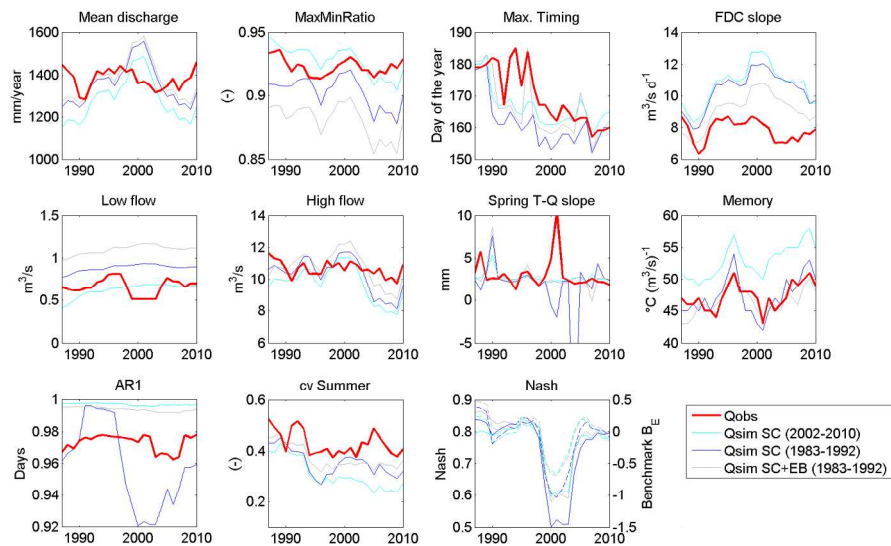 Mean discharge
MaxMinRatio
Max. Timing
FDC slope
1600
1400
1200
1000
mm/year
1990 2000 2010
0.95
0.9
0.85
(-)
1990 2000 2010
190
180
170
160
150
Day of the year
1990 2000 2010
14
12
10
8
6
m³/s d⁻¹
1990 2000 2010
Low flow
High flow
Spring T-Q slope
Memory
1.5
1
0.5
0
m³/s
1990 2000 2010
14
12
10
8
6
m³/s
1990 2000 2010
10
5
0
-5
mm
1990 2000 2010
60
55
50
45
40
°C (m³/s)⁻¹
1990 2000 2010
AR1
cv Summer
Nash
1
0.98
0.96
0.94
0.92
Days
1990 2000 2010
0.6
0.4
0.2
(-)
1990 2000 2010
0.9
0.8
0.7
0.6
0.5
Nash
0.5
0
-0.5
-1
-1.5
Benchmark B_E
1990 2000 2010
Qobs
Qsim SC (2002-2010)
Qsim SC (1983-1992)
Qsim SC+EB (1983-1992)